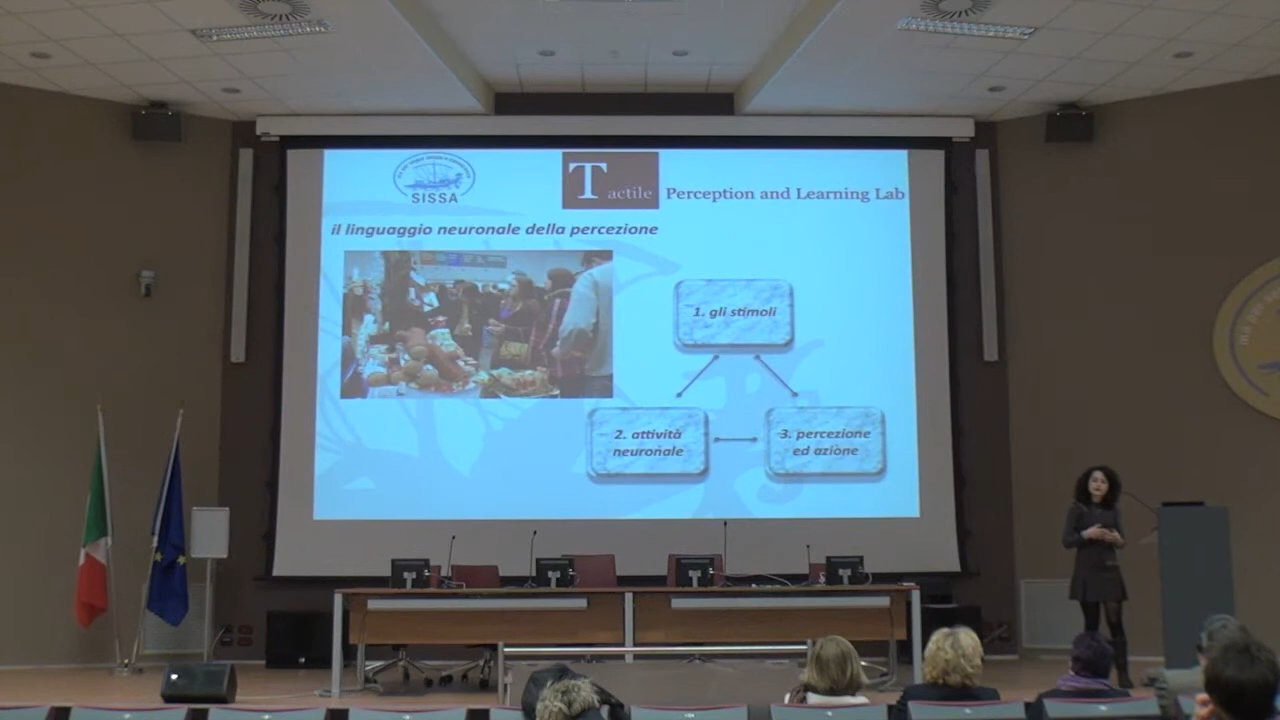 SISSA
Tactile
Perception and Learning Lab
il linguaggio neuronale della percezione
1. gli stimoli
2. attività
neuronale
3. percezione
ed azione